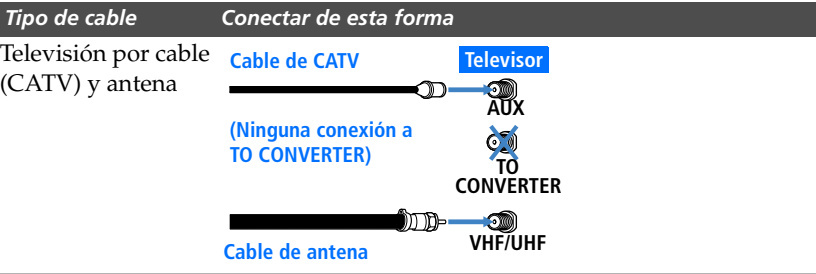 Tipo de cable Conectar de esta forma
Televisión por cable
(CATV) y antena
Cable de CATV
Televisor
AUX
(Ninguna conexión a
TO CONVERTER)
TO
CONVERTER
VHF/UHF
Cable de antena